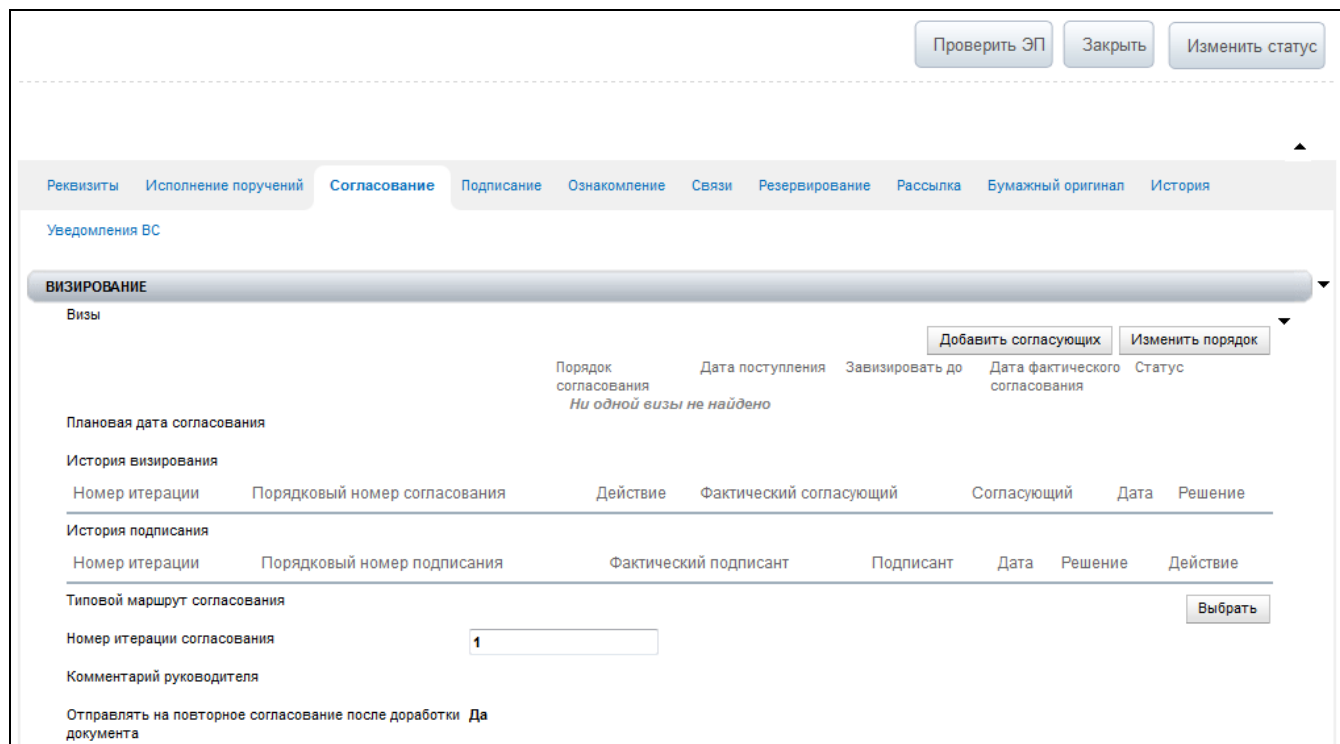 Проверить ЭП Закрыть Изменить статус
Реквизиты Исполнение поручений Согласование Подписание Ознакомление Связи Резервирование Рассылка Бумажный оригинал История
Уведомления ВС
ВИЗИРОВАНИЕ
Визы
Добавить согласующих Изменить порядок
Порядок Дата поступления Завизировать до Дата фактического Статус
согласования согласования
Ни одной визы не найдено
Плановая дата согласования
История визирования
Номер итерации Порядковый номер согласования Действие Фактический согласующий Согласующий Дата Решение
История подписания
Номер итерации Порядковый номер подписания Фактический подписант Подписант Дата Решение Действие
Типовой маршрут согласования Выбрать
Номер итерации согласования 1
Комментарий руководителя
Отправлять на повторное согласование после доработки Да
документа